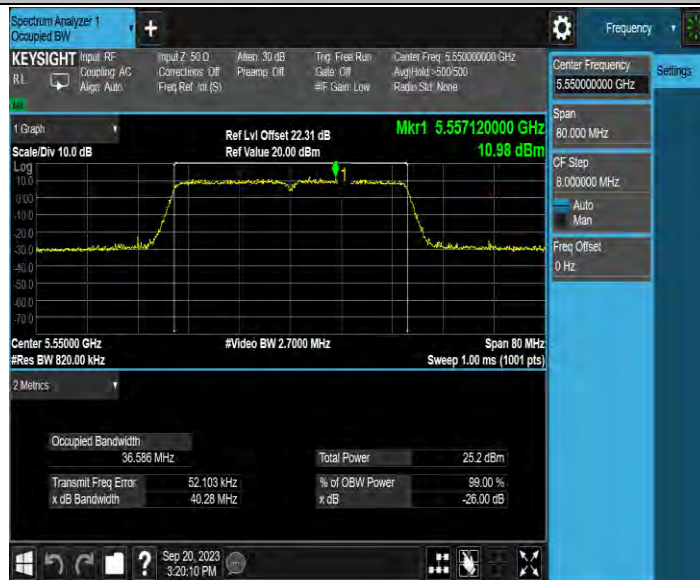 Spectrum Analyzer 1
Occupied BW
Frequency
KEYSIGHT
Input: RF
Coupling: AC
Align: Auto
Input Z: 50 Ω
Corrections: Off
Freq Ref: Int (S)
Atten: 30 dB
Preamp: Off
Trig: Free Run
Gate: Off
#IF Gain: Low
Center Freq: 5.550000000 GHz
Avg|Hold:>500/500
Radio Std: None
Center Frequency
5.550000000 GHz
Settings
Span
80.000 MHz
CF Step
8.000000 MHz
Auto
Man
Freq Offset
0 Hz
1 Graph
Scale/Div 10.0 dB
Ref Lvl Offset 22.31 dB
Ref Value 20.00 dBm
Mkr1 5.557120000 GHz
10.98 dBm
Log
10.0
0.00
-10.0
-20.0
-30.0
-40.0
-50.0
-60.0
-70.0
1
Center 5.55000 GHz
#Res BW 820.00 kHz
#Video BW 2.7000 MHz
Span 80 MHz
Sweep 1.00 ms (1001 pts)
2 Metrics
Occupied Bandwidth
36.586 MHz
Total Power 25.2 dBm
Transmit Freq Error 52.103 kHz
% of OBW Power 99.00 %
x dB Bandwidth 40.28 MHz
x dB -26.00 dB
?
Sep 20, 2023
3:20:10 PM